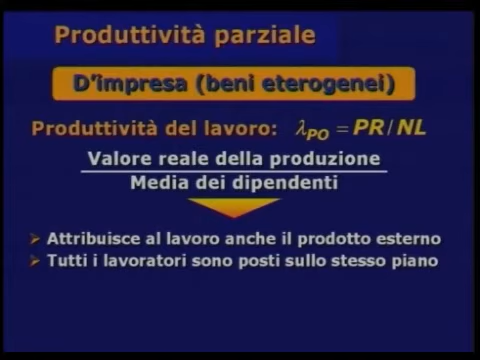 Produttività parziale
D'impresa (beni eterogenei)
Produttività del lavoro: λPO = PR / NL
Valore reale della produzione
Media dei dipendenti
Attribuisce al lavoro anche il prodotto esterno
Tutti i lavoratori sono posti sullo stesso piano